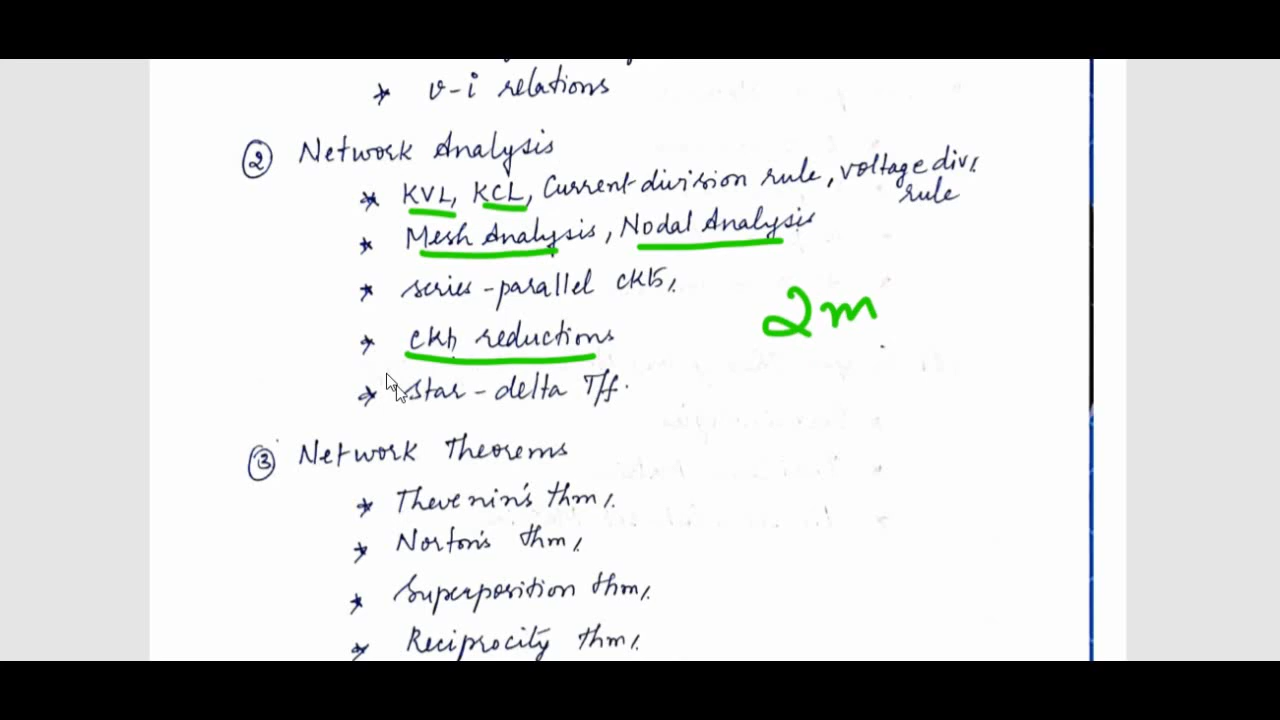 * v-i relations
② Network Analysis
* KVL, KCL, Current division rule, voltage div. rule
* Mesh Analysis, Nodal Analysis
* series-parallel ckts.
2m
* ckt reductions
* star-delta T/f.
③ Network Theorems
* Thevenin's thm.
* Norton's thm.
* Superposition thm.
* Reciprocity thm.